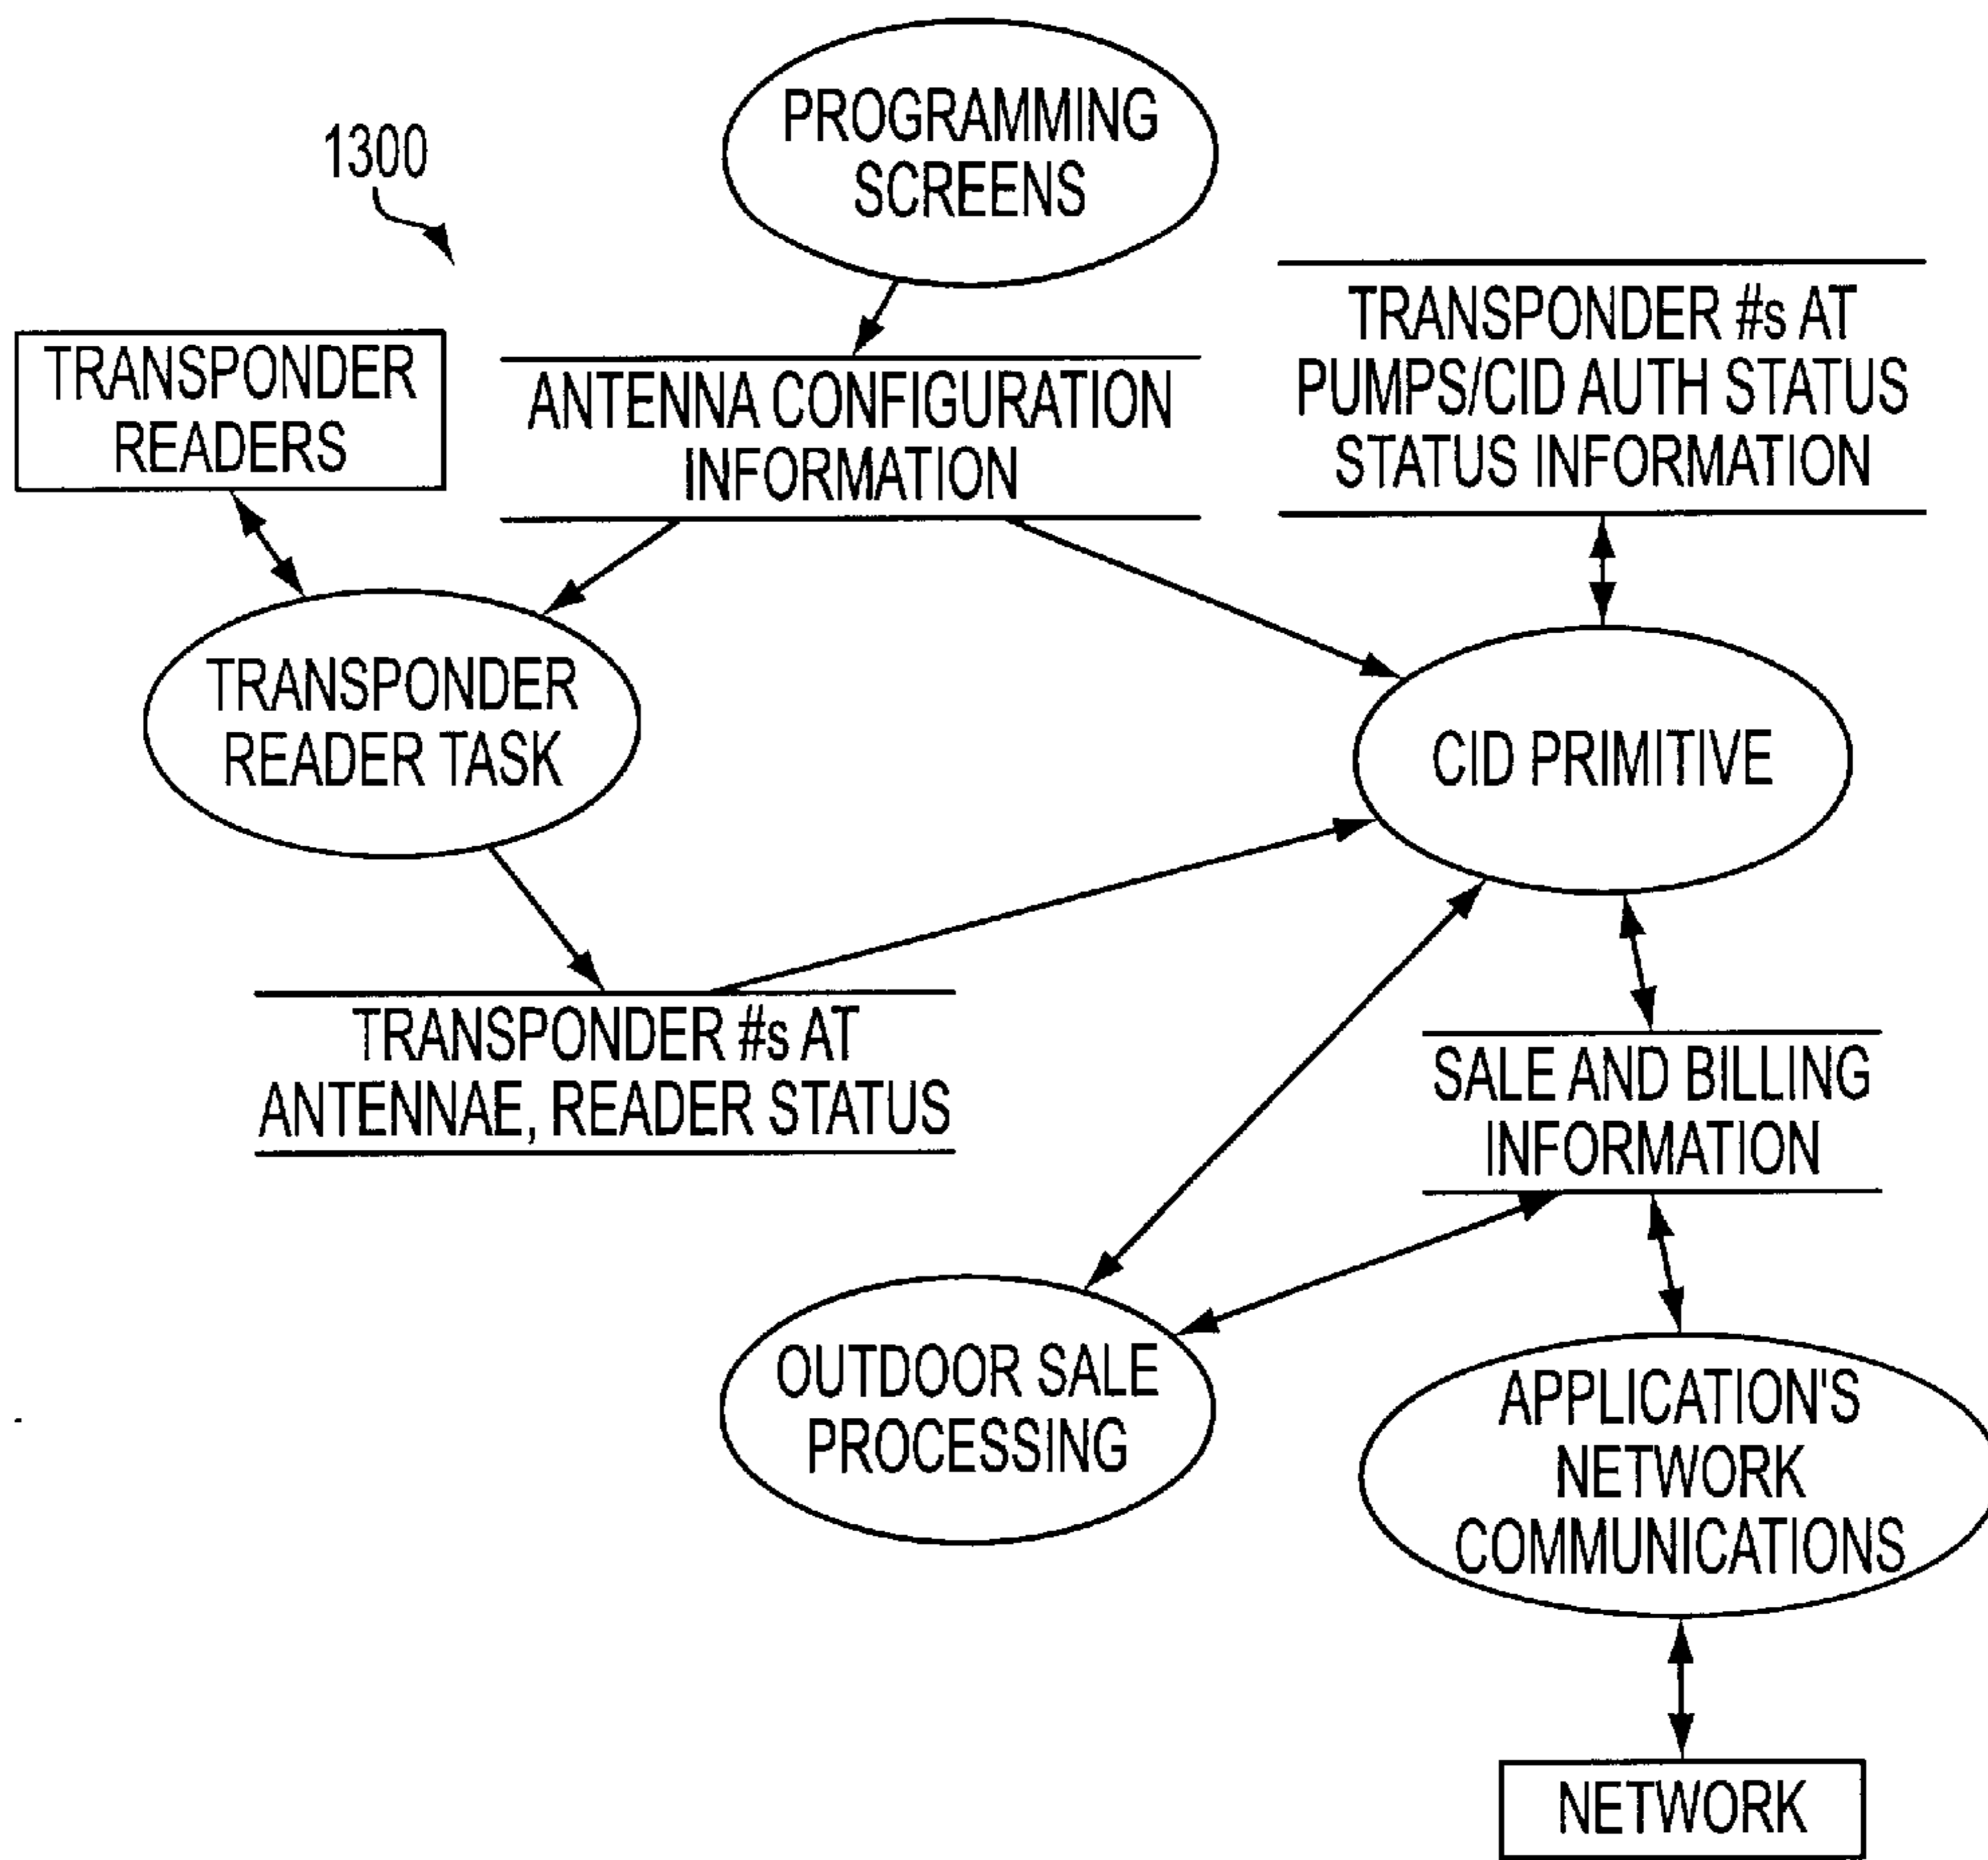 PROGRAMMING
SCREENS
1300
TRANSPONDER
READERS
ANTENNA CONFIGURATION
INFORMATION
TRANSPONDER #s AT
PUMPS/CID AUTH STATUS
STATUS INFORMATION
TRANSPONDER
READER TASK
CID PRIMITIVE
TRANSPONDER #s AT
ANTENNAE, READER STATUS
SALE AND BILLING
INFORMATION
OUTDOOR SALE
PROCESSING
APPLICATION'S
NETWORK
COMMUNICATIONS
NETWORK